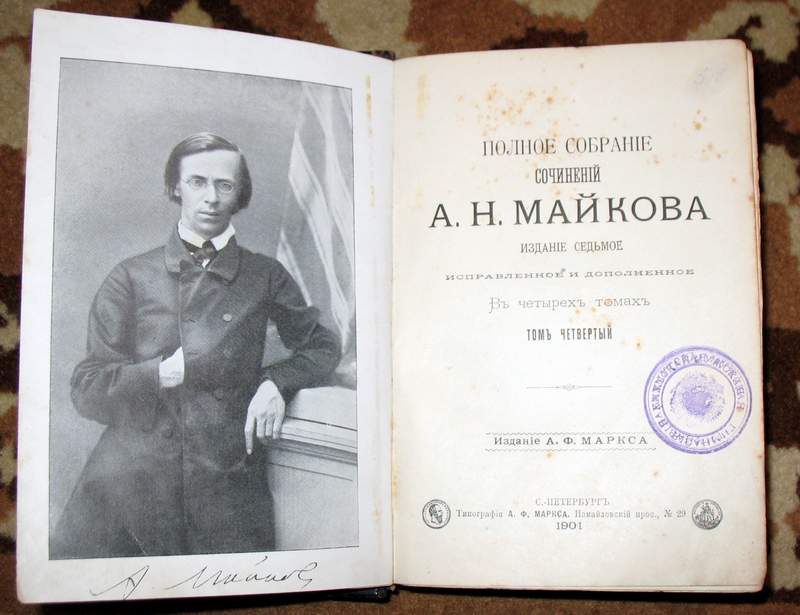 А. Майков
ПОЛНОЕ СОБРАНІЕ
СОЧИНЕНІЙ
А. Н. МАЙКОВА
ИЗДАНІЕ СЕДЬМОЕ
ИСПРАВЛЕННОЕ И ДОПОЛНЕННОЕ
Въ четырехъ томахъ
ТОМЪ ЧЕТВЕРТЫЙ
Изданіе А. Ф. МАРКСА
С.-ПЕТЕРБУРГЪ
Типографія А. Ф. МАРКСА, Измайловскій прос., № 29
1901